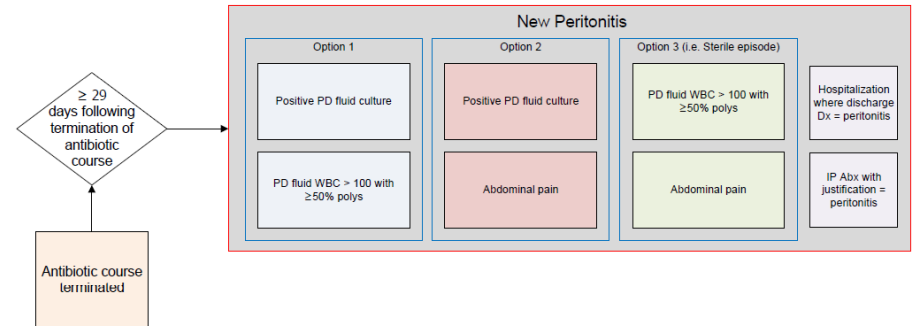 New Peritonitis
Option 1
Option 2
Option 3 (i.e. Sterile episode)
≥ 29
days following
termination of
antibiotic
course
Positive PD fluid culture
Positive PD fluid culture
PD fluid WBC > 100 with
≥50% polys
Hospitalization
where discharge
Dx = peritonitis
PD fluid WBC > 100 with
≥50% polys
Abdominal pain
Abdominal pain
IP Abx with
justification =
peritonitis
Antibiotic course
terminated